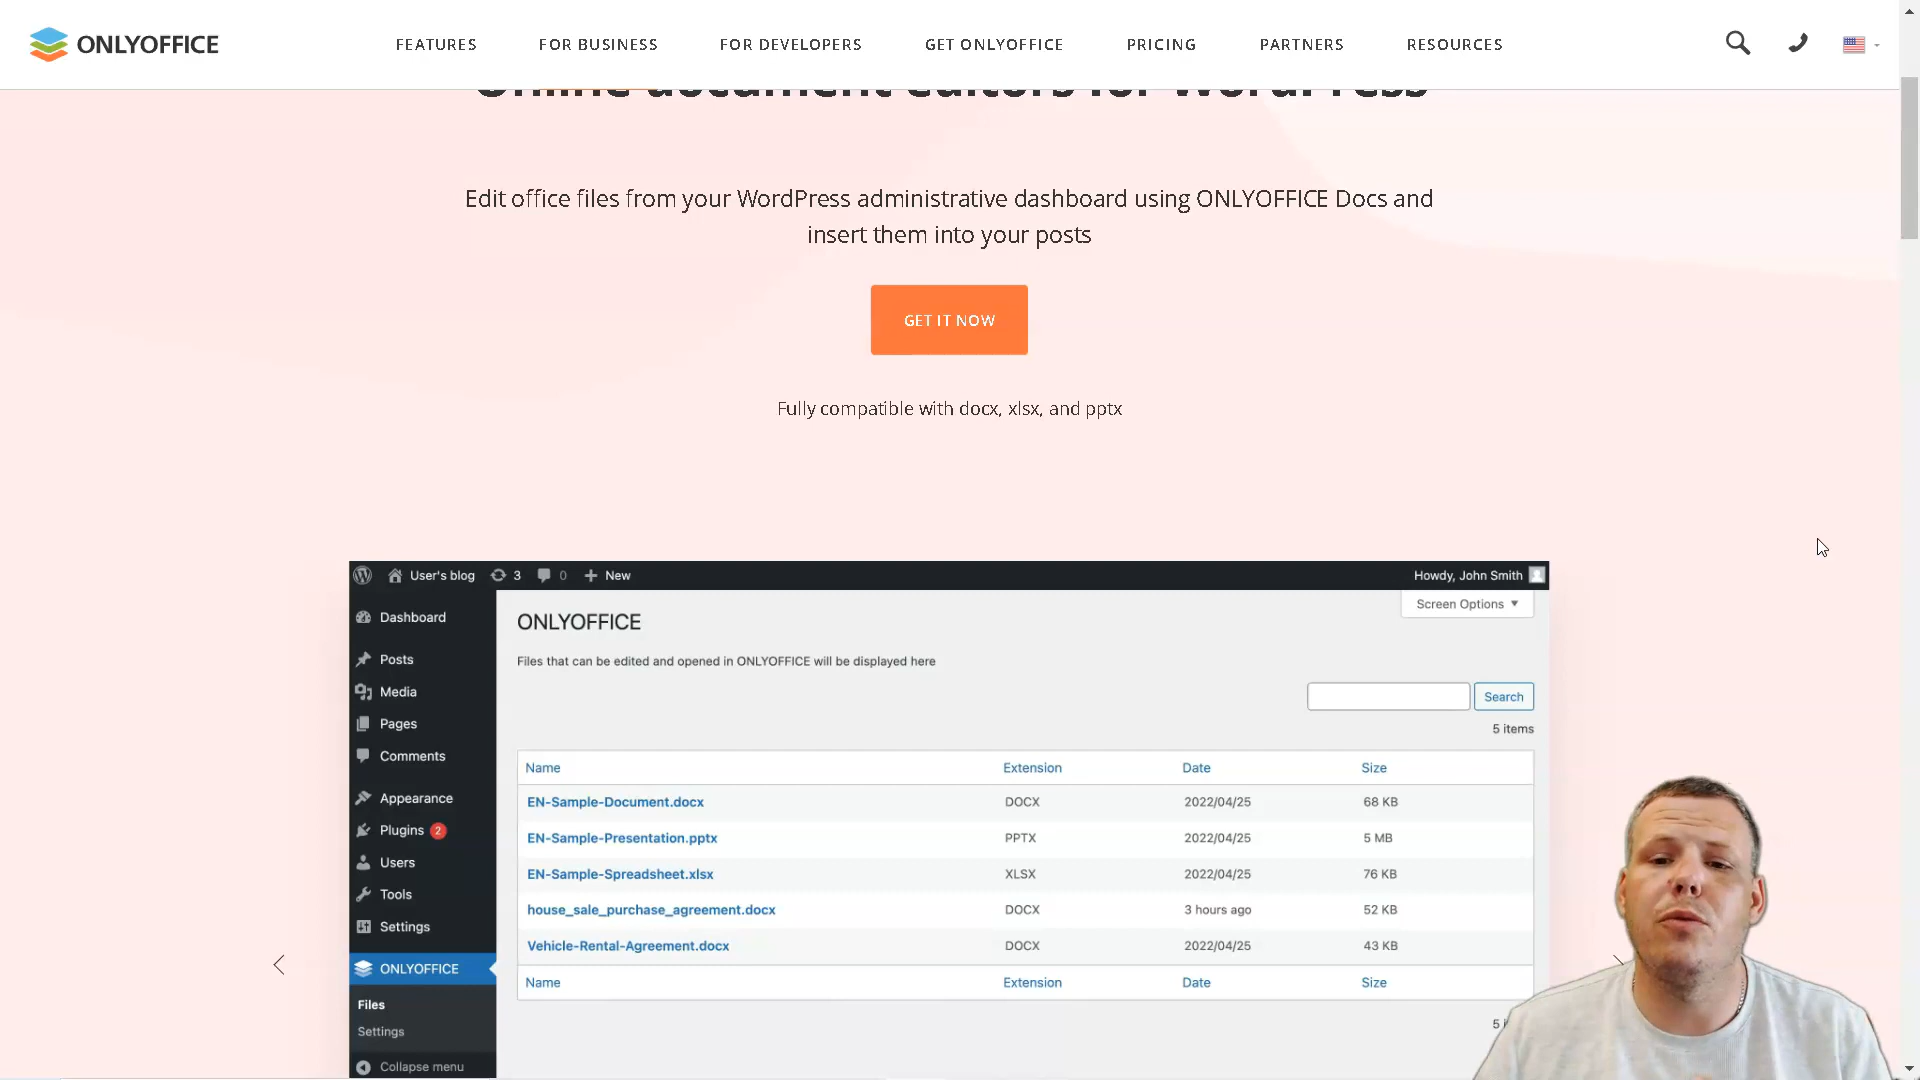 ONLYOFFICE
FEATURES FOR BUSINESS FOR DEVELOPERS GET ONLYOFFICE PRICING PARTNERS RESOURCES
Online document editors for WordPress
Edit office files from your WordPress administrative dashboard using ONLYOFFICE Docs and
insert them into your posts
GET IT NOW
Fully compatible with docx, xlsx, and pptx
User's blog 3 0 New Howdy, John Smith
Screen Options
Dashboard
Posts
Media
Pages
Comments
Appearance
Plugins 2
Users
Tools
Settings
ONLYOFFICE
Files
Settings
Collapse menu
ONLYOFFICE
Files that can be edited and opened in ONLYOFFICE will be displayed here
Search
5 items
Name Extension Date Size
EN-Sample-Document.docx DOCX 2022/04/25 68 KB
EN-Sample-Presentation.pptx PPTX 2022/04/25 5 MB
EN-Sample-Spreadsheet.xlsx XLSX 2022/04/25 76 KB
house_sale_purchase_agreement.docx DOCX 3 hours ago 52 KB
Vehicle-Rental-Agreement.docx DOCX 2022/04/25 43 KB
Name Extension Date Size
5